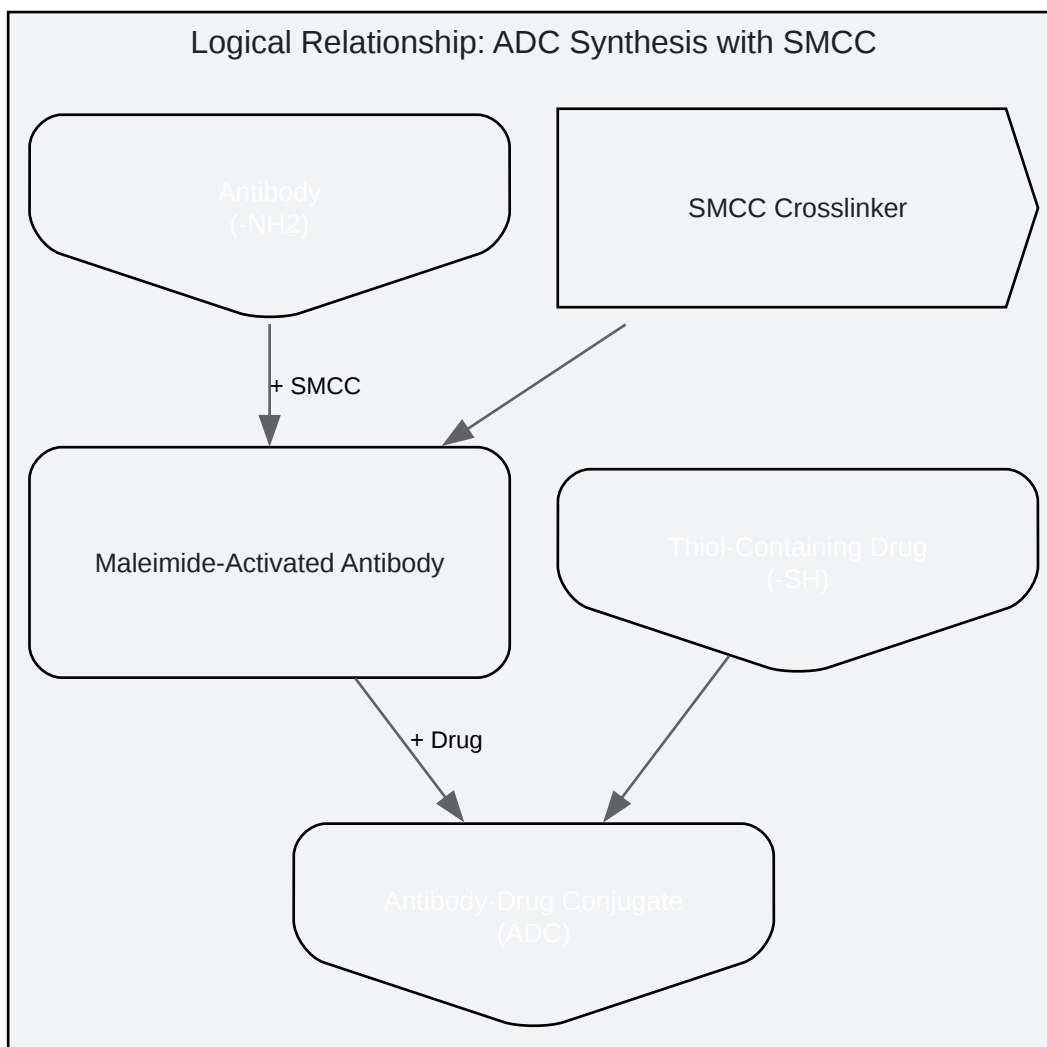 Logical Relationship: ADC Synthesis with SMCC
Antibody
(-NH2)
SMCC Crosslinker
+ SMCC
Maleimide-Activated Antibody
Thiol-Containing Drug
(-SH)
+ Drug
Antibody-Drug Conjugate
(ADC)